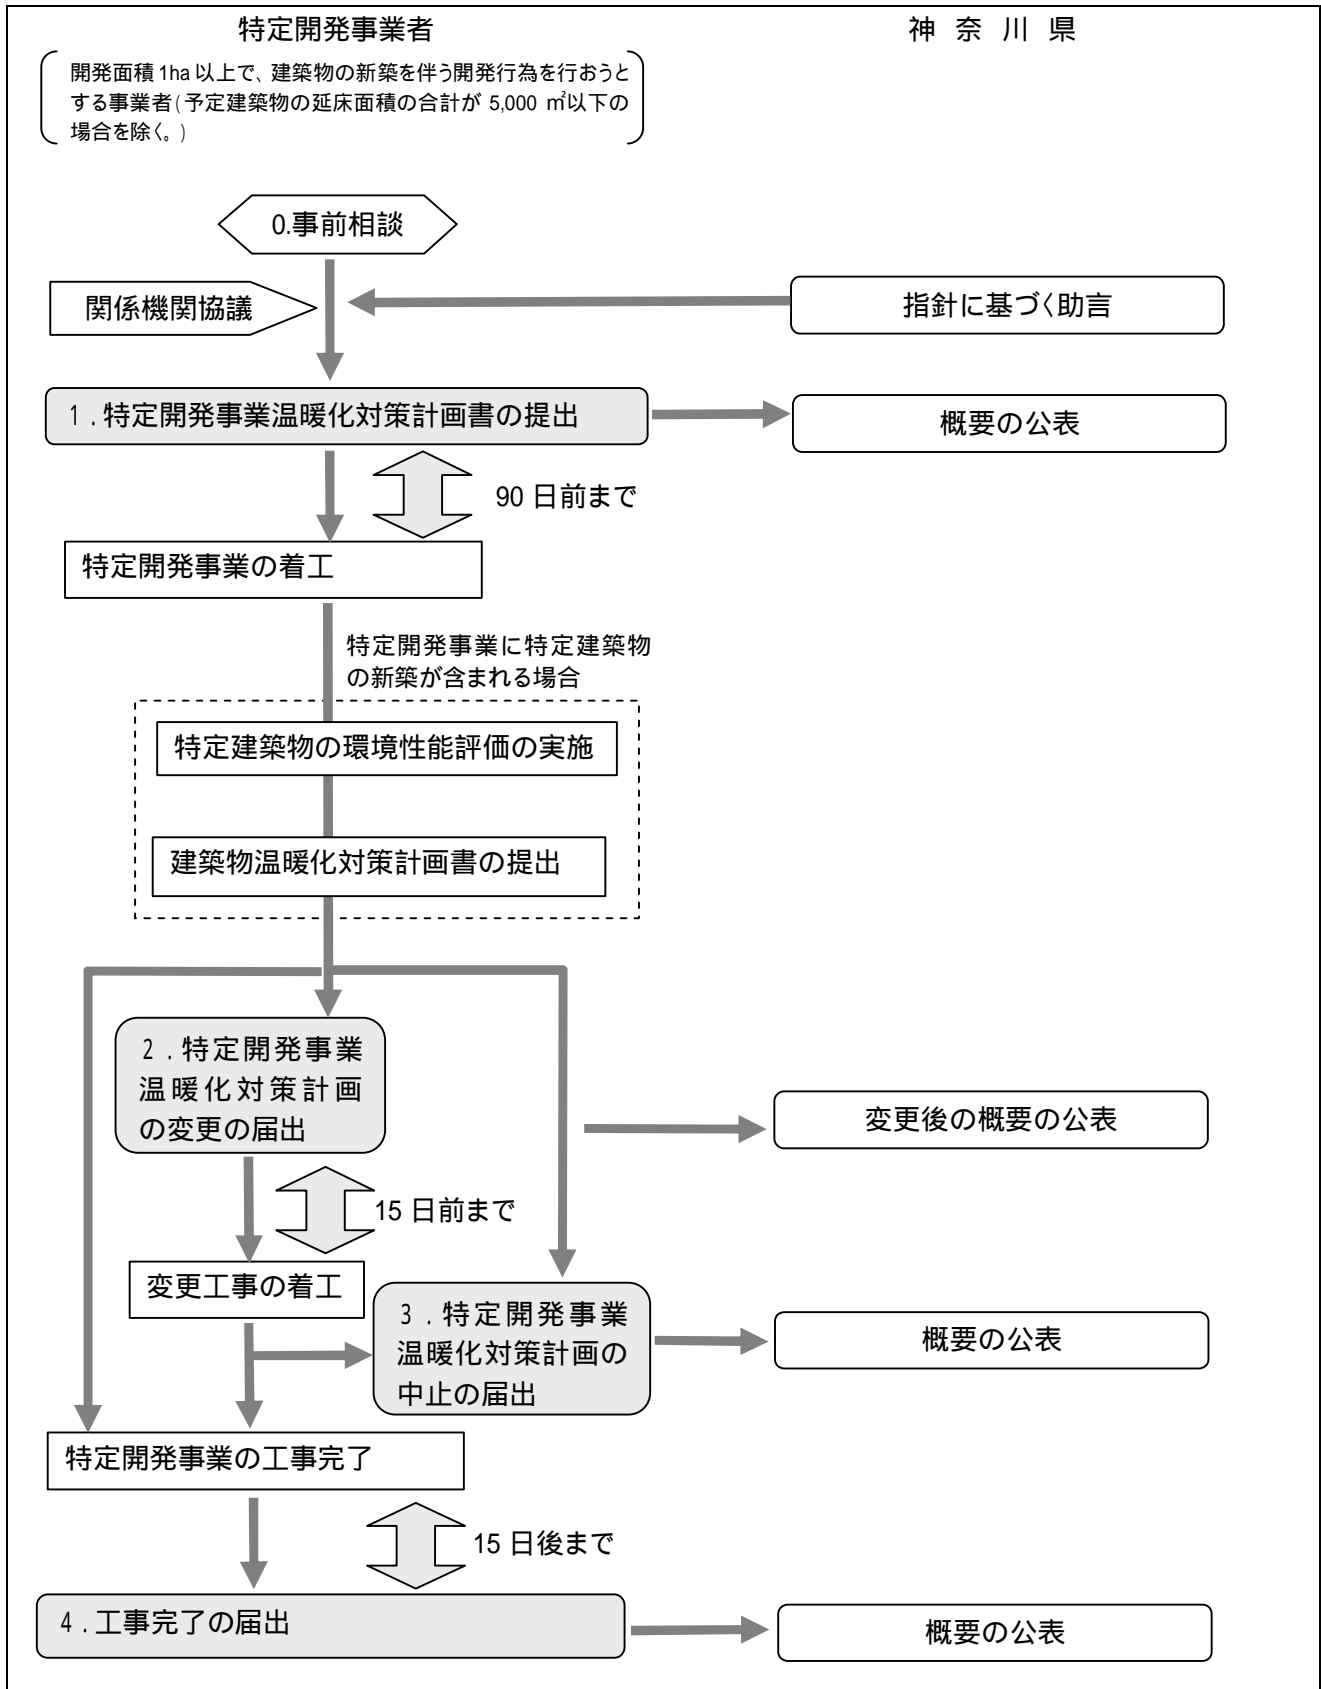 特定開発事業者
神奈川県
開発面積 1ha 以上で、建築物の新築を伴う開発行為を行おうと
する事業者(予定建築物の延床面積の合計が 5,000 ㎡以下の
場合を除く。)
0.事前相談
関係機関協議
指針に基づく助言
1.特定開発事業温暖化対策計画書の提出
概要の公表
90 日前まで
特定開発事業の着工
特定開発事業に特定建築物
の新築が含まれる場合
特定建築物の環境性能評価の実施
建築物温暖化対策計画書の提出
2.特定開発事業
温暖化対策計画
の変更の届出
変更後の概要の公表
15 日前まで
変更工事の着工
3.特定開発事業
温暖化対策計画の
中止の届出
概要の公表
特定開発事業の工事完了
15 日後まで
4.工事完了の届出
概要の公表